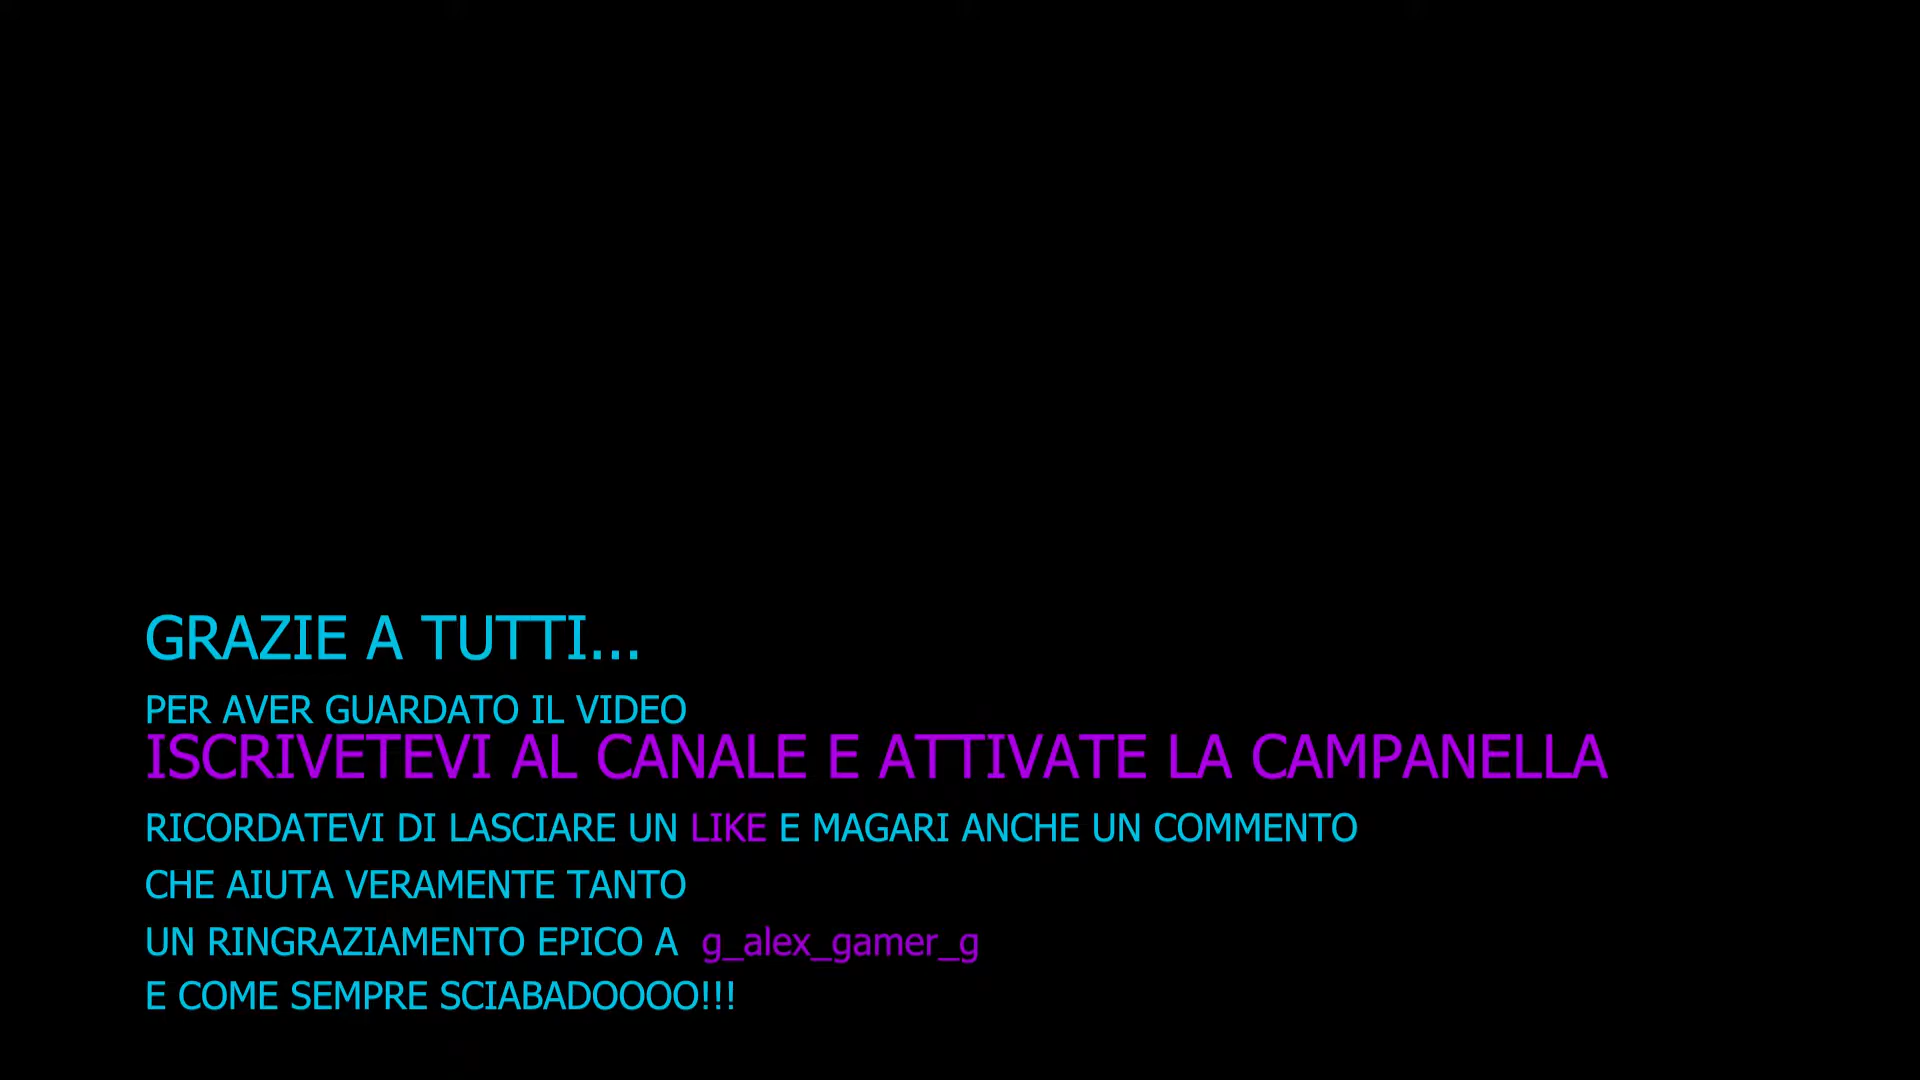 GRAZIE A TUTTI...
PER AVER GUARDATO IL VIDEO
ISCRIVETEVI AL CANALE E ATTIVATE LA CAMPANELLA
RICORDATEVI DI LASCIARE UN LIKE E MAGARI ANCHE UN COMMENTO
CHE AIUTA VERAMENTE TANTO
UN RINGRAZIAMENTO EPICO A g_alex_gamer_g
E COME SEMPRE SCIABADOOOO!!!